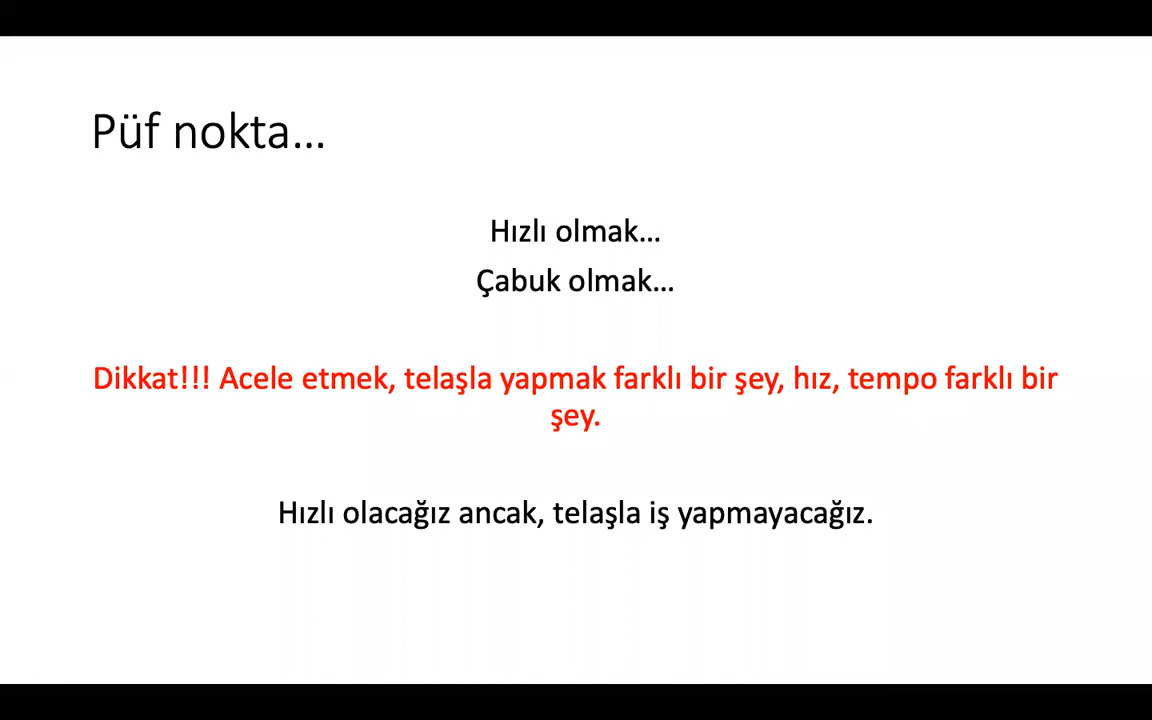 Püf nokta…
Hızlı olmak…
Çabuk olmak…
Dikkat!!! Acele etmek, telaşla yapmak farklı bir şey, hız, tempo farklı bir
şey.
Hızlı olacağız ancak, telaşla iş yapmayacağız.